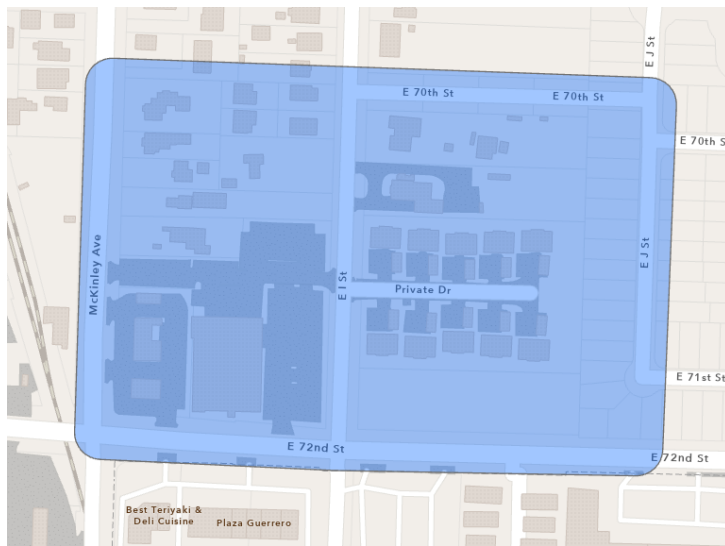 E J St
E 70th St
E 70th St
E 70th S
McKinley Ave
E I St
E J St
Private Dr
E 71st St
E 72nd St
E 72nd St
Best Teriyaki &
Deli Cuisine
Plaza Guerrero